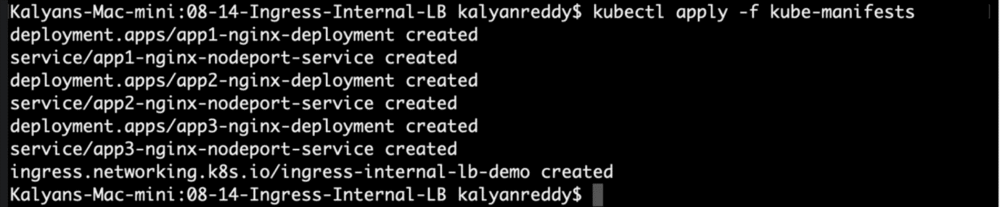 Kalyans-Mac-mini:08-14-Ingress-Internal-LB kalyanreddy$ kubectl apply -f kube-manifests
deployment.apps/app1-nginx-deployment created
service/app1-nginx-nodeport-service created
deployment.apps/app2-nginx-deployment created
service/app2-nginx-nodeport-service created
deployment.apps/app3-nginx-deployment created
service/app3-nginx-nodeport-service created
ingress.networking.k8s.io/ingress-internal-lb-demo created
Kalyans-Mac-mini:08-14-Ingress-Internal-LB kalyanreddy$